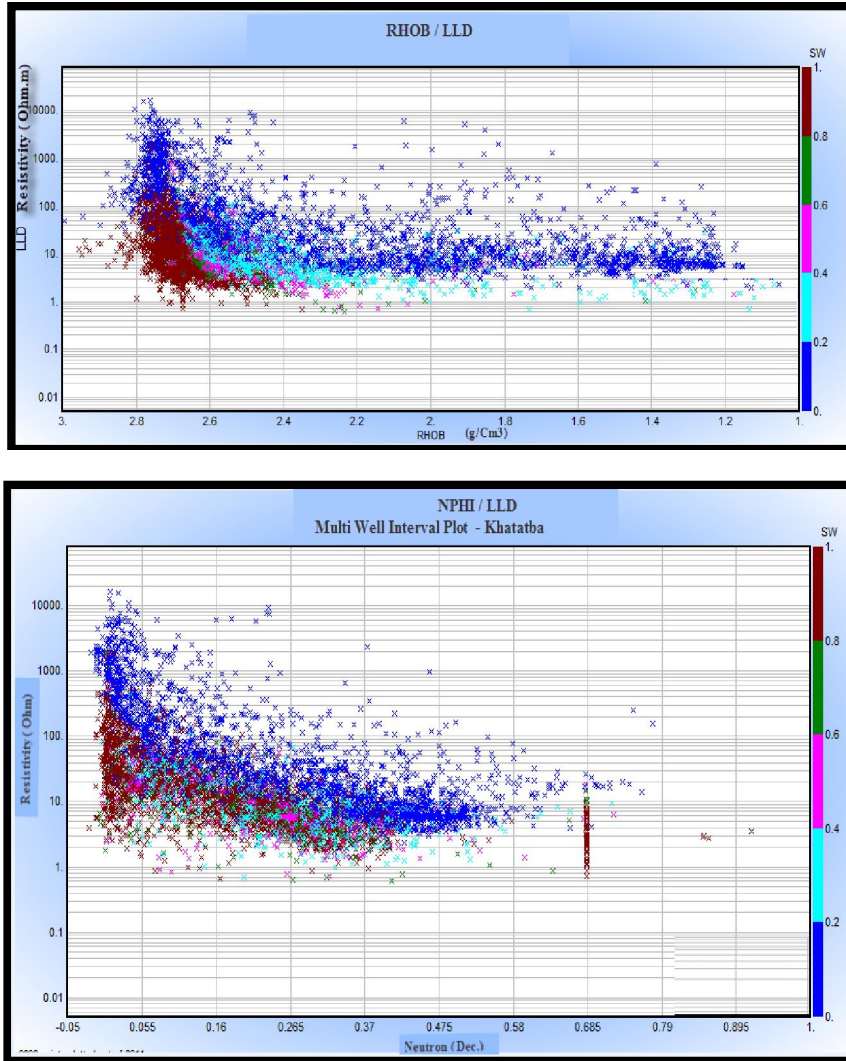 RHOB / LLD
SW
1.
10000.
1000.
100.
10.
1.
0.1
0.01
LLD Resistivity ( Ohm.m)
0.8
0.6
0.4
0.2
0.
3. 2.8 2.6 2.4 2.2 2. 1.8 1.6 1.4 1.2 1.
RHOB (g/Cm3)
NPHI / LLD
Multi Well Interval Plot - Khatatba
SW
1.
10000.
1000.
100.
10.
1.
0.1
0.01
Resistivity ( Ohm)
0.8
0.6
0.4
0.2
0.
-0.05 0.055 0.16 0.265 0.37 0.475 0.58 0.685 0.79 0.895 1.
Neutron (Dec.)